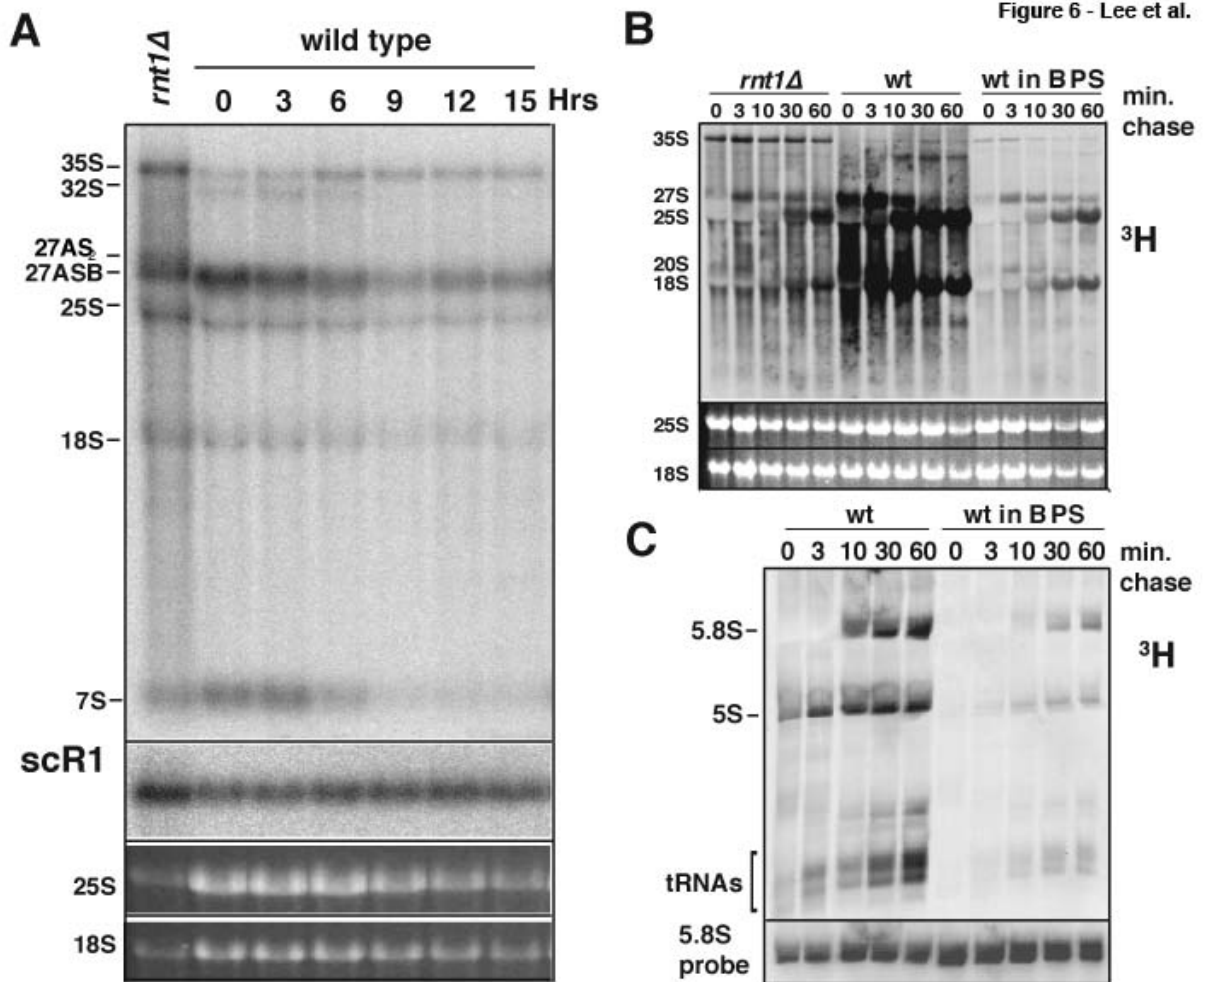 Figure 6 - Lee et al.
A
rnt1Δ
wild type
0 3 6 9 12 15 Hrs
35S
32S
27AS2
27ASB
25S
18S
7S
scR1
25S
18S
B
rnt1Δ wt wt in BPS
0 3 10 30 60 0 3 10 30 60 0 3 10 30 60 min. chase
35S
27S
25S
20S
18S
3H
25S
18S
C
wt wt in BPS
0 3 10 30 60 0 3 10 30 60 min. chase
5.8S
5S
tRNAs
3H
5.8S
probe